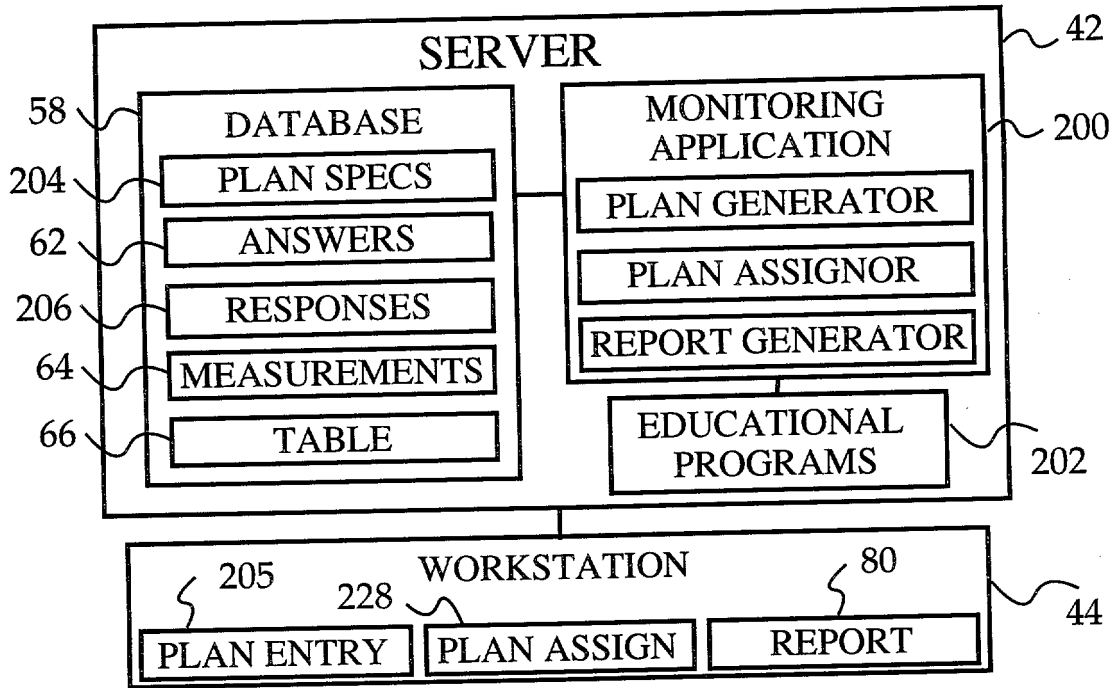 SERVER
42
58
DATABASE
204
PLAN SPECS
62
ANSWERS
206
RESPONSES
64
MEASUREMENTS
66
TABLE
MONITORING
APPLICATION
200
PLAN GENERATOR
PLAN ASSIGNOR
REPORT GENERATOR
EDUCATIONAL
PROGRAMS
202
WORKSTATION
44
205
PLAN ENTRY
228
PLAN ASSIGN
80
REPORT